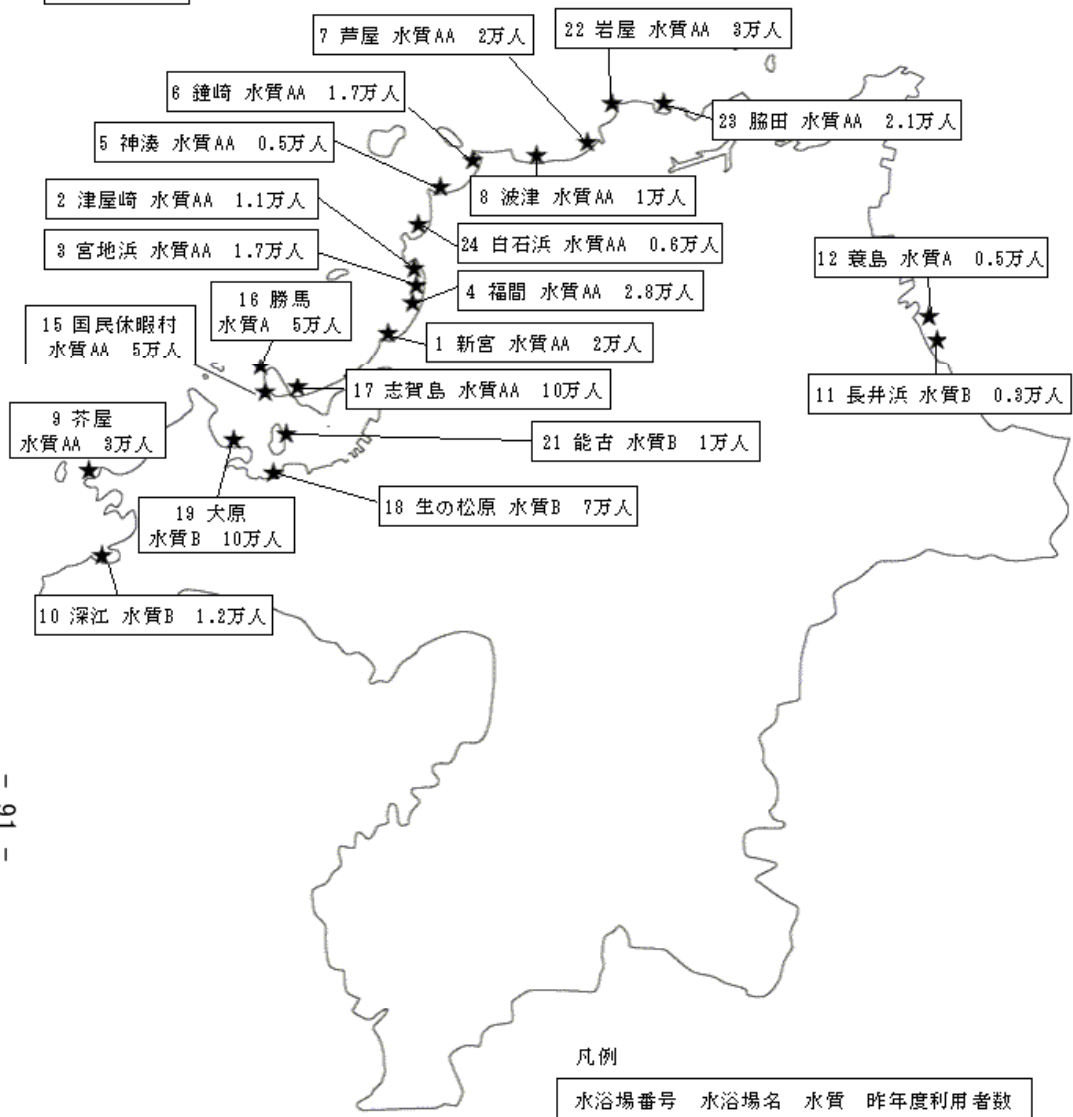 7 芦屋 水質AA 2万人
22 岩屋 水質AA 3万人
6 鐘崎 水質AA 1.7万人
23 脇田 水質AA 2.1万人
5 神湊 水質AA 0.5万人
2 津屋崎 水質AA 1.1万人
8 波津 水質AA 1万人
3 宮地浜 水質AA 1.7万人
24 白石浜 水質AA 0.6万人
12 蓑島 水質A 0.5万人
16 勝馬
水質A 5万人
4 福間 水質AA 2.8万人
15 国民休暇村
水質AA 5万人
1 新宮 水質AA 2万人
17 志賀島 水質AA 10万人
11 長井浜 水質B 0.3万人
9 芥屋
水質AA 3万人
21 能古 水質B 1万人
18 生の松原 水質B 7万人
19 大原
水質B 10万人
10 深江 水質B 1.2万人
- 91 -
凡例
水浴場番号 水浴場名 水質 昨年度利用者数